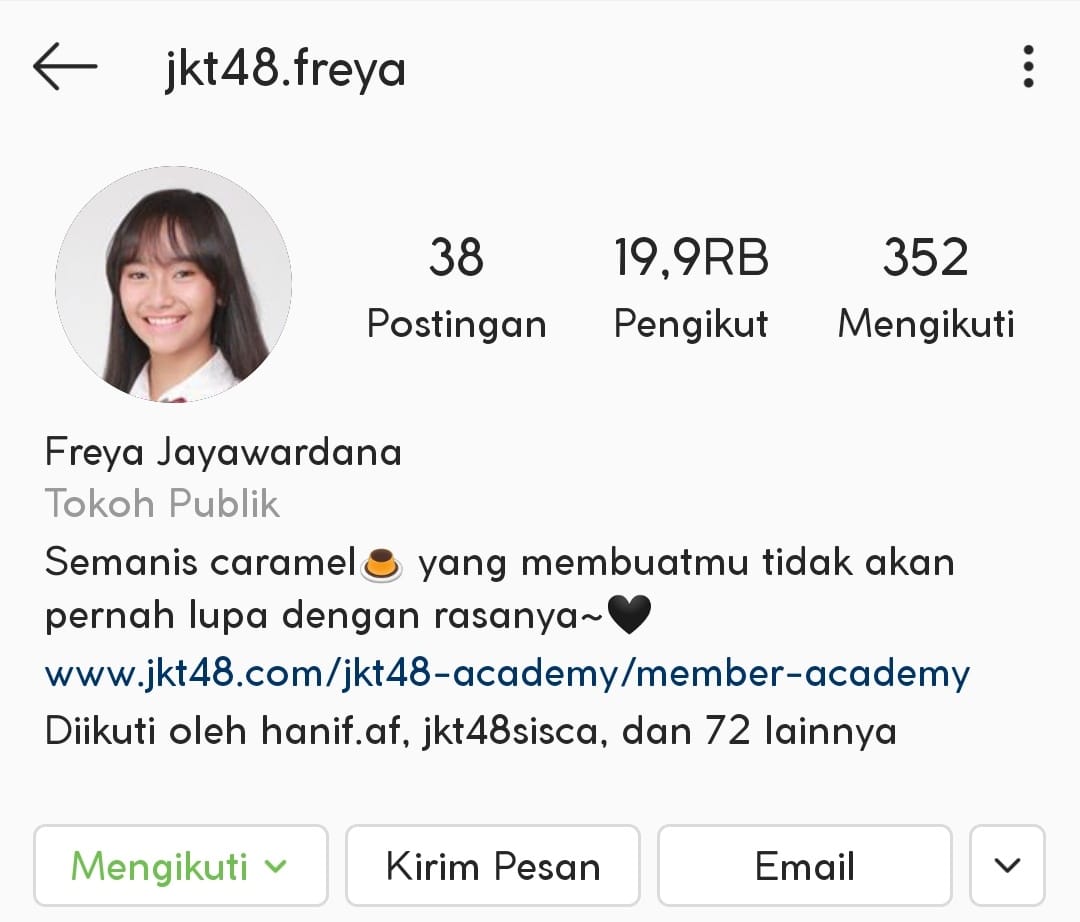 jkt48.freya
38 19,9RB 352
Postingan Pengikut Mengikuti
Freya Jayawardana
Tokoh Publik
Semanis caramel🍮 yang membuatmu tidak akan
pernah lupa dengan rasanya~🖤
www.jkt48.com/jkt48-academy/member-academy
Diikuti oleh hanif.af, jkt48sisca, dan 72 lainnya
Mengikuti Kirim Pesan Email